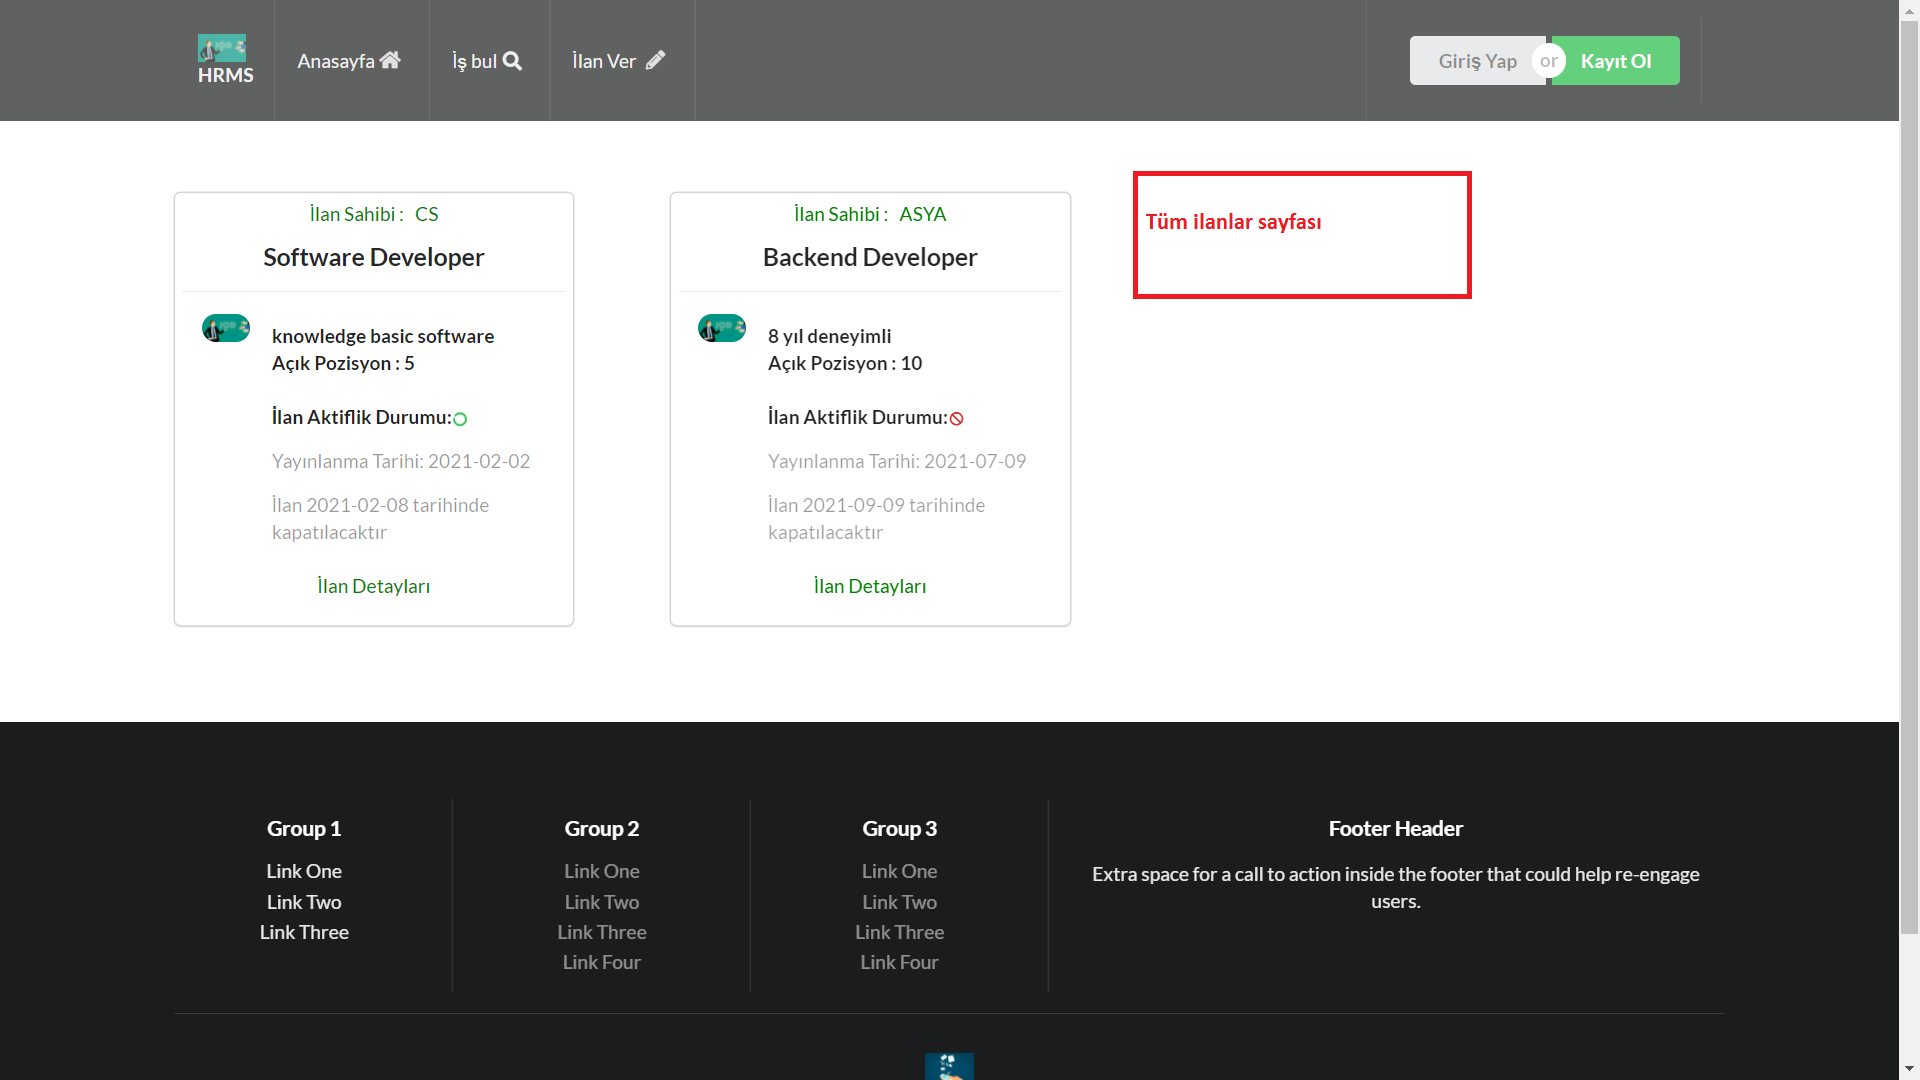 HRMS
Anasayfa
İş bul
İlan Ver
Giriş Yap
or
Kayıt Ol
İlan Sahibi : CS
Software Developer
knowledge basic software
Açık Pozisyon : 5
İlan Aktiflik Durumu:
Yayınlanma Tarihi: 2021-02-02
İlan 2021-02-08 tarihinde
kapatılacaktır
İlan Detayları
İlan Sahibi : ASYA
Backend Developer
8 yıl deneyimli
Açık Pozisyon : 10
İlan Aktiflik Durumu:
Yayınlanma Tarihi: 2021-07-09
İlan 2021-09-09 tarihinde
kapatılacaktır
İlan Detayları
Tüm ilanlar sayfası
Group 1
Link One
Link Two
Link Three
Group 2
Link One
Link Two
Link Three
Link Four
Group 3
Link One
Link Two
Link Three
Link Four
Footer Header
Extra space for a call to action inside the footer that could help re-engage
users.